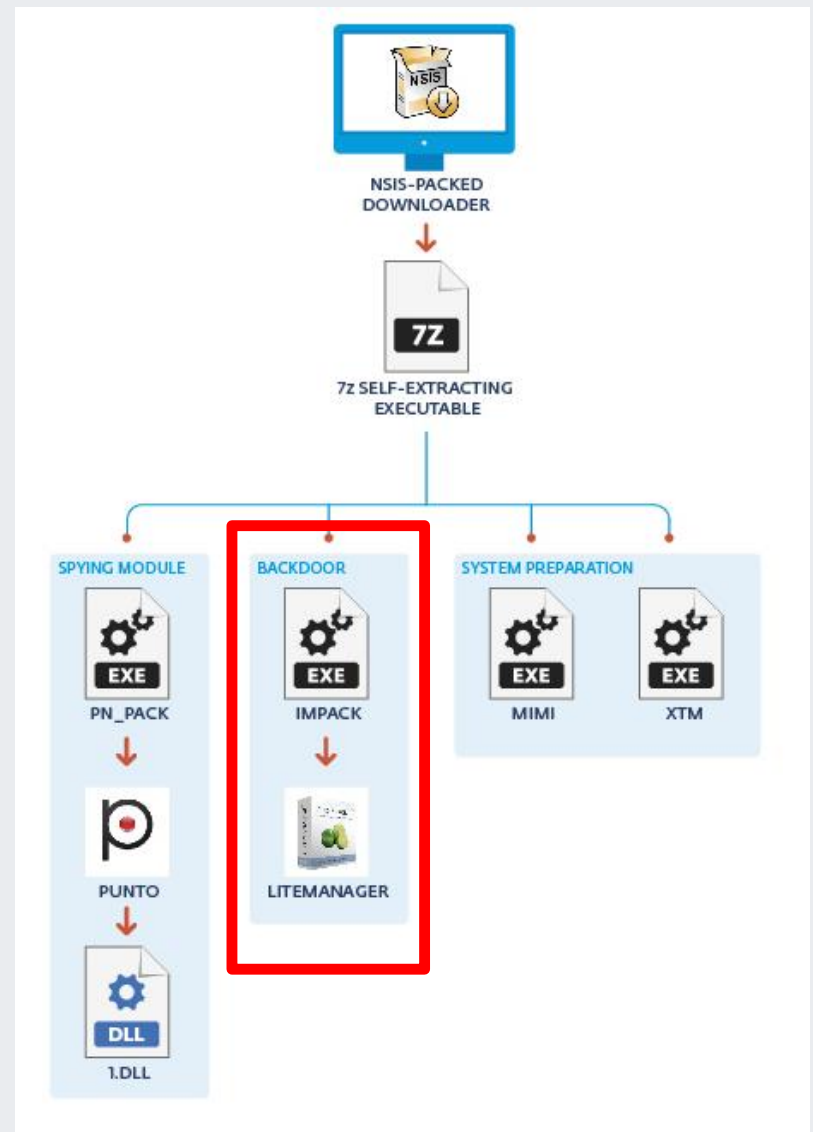 NSIS
NSIS-PACKED
DOWNLOADER
7Z
7Z SELF-EXTRACTING
EXECUTABLE
SPYING MODULE
BACKDOOR
SYSTEM PREPARATION
EXE
EXE
EXE
EXE
PN_PACK
IMPACK
MIMI
XTM
PUNTO
LITEMANAGER
DLL
1.DLL